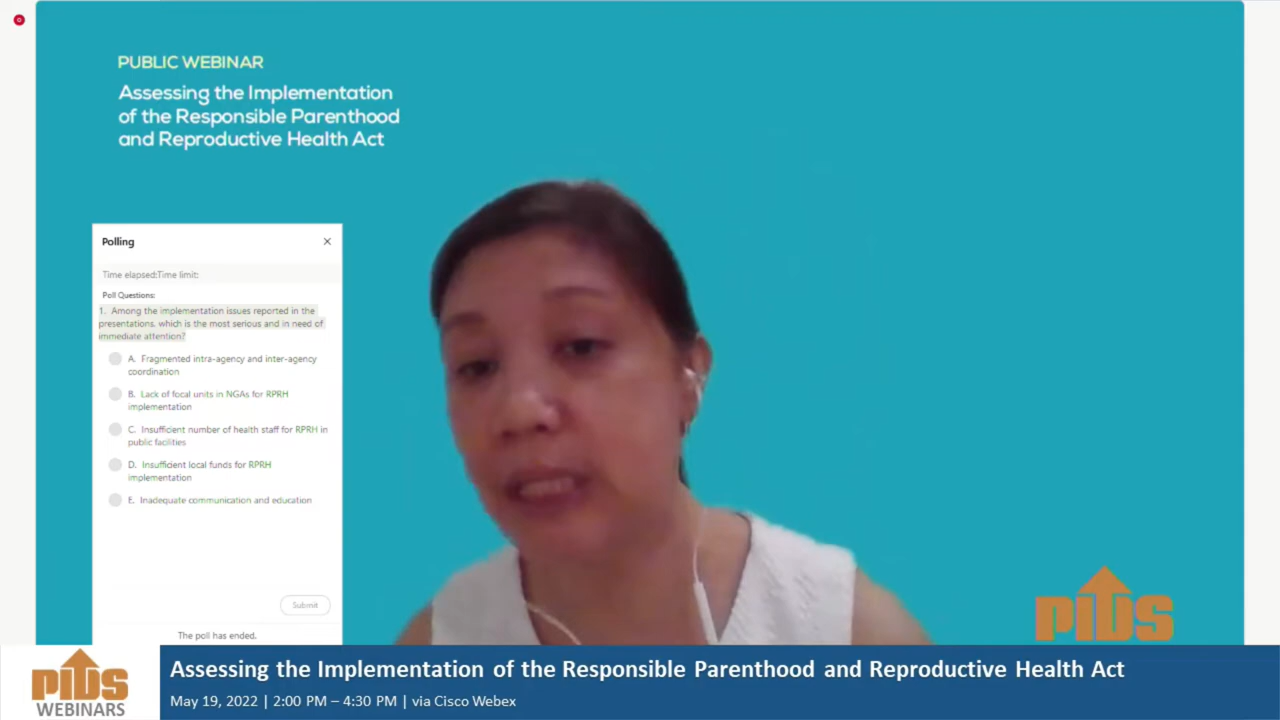 PUBLIC WEBINAR
Assessing the Implementation
of the Responsible Parenthood
and Reproductive Health Act
Polling
Time elapsed:Time limit:
Poll Questions:
1. Among the implementation issues reported in the
presentations, which is the most serious and in need of
immediate attention?
A. Fragmented intra-agency and inter-agency
coordination
B. Lack of focal units in NGAs for RPRH
implementation
C. Insufficient number of health staff for RPRH in
public facilities
D. Insufficient local funds for RPRH
implementation
E. Inadequate communication and education
Submit
The poll has ended.
PIDS
PIDS
WEBINARS
Assessing the Implementation of the Responsible Parenthood and Reproductive Health Act
May 19, 2022 | 2:00 PM – 4:30 PM | via Cisco Webex